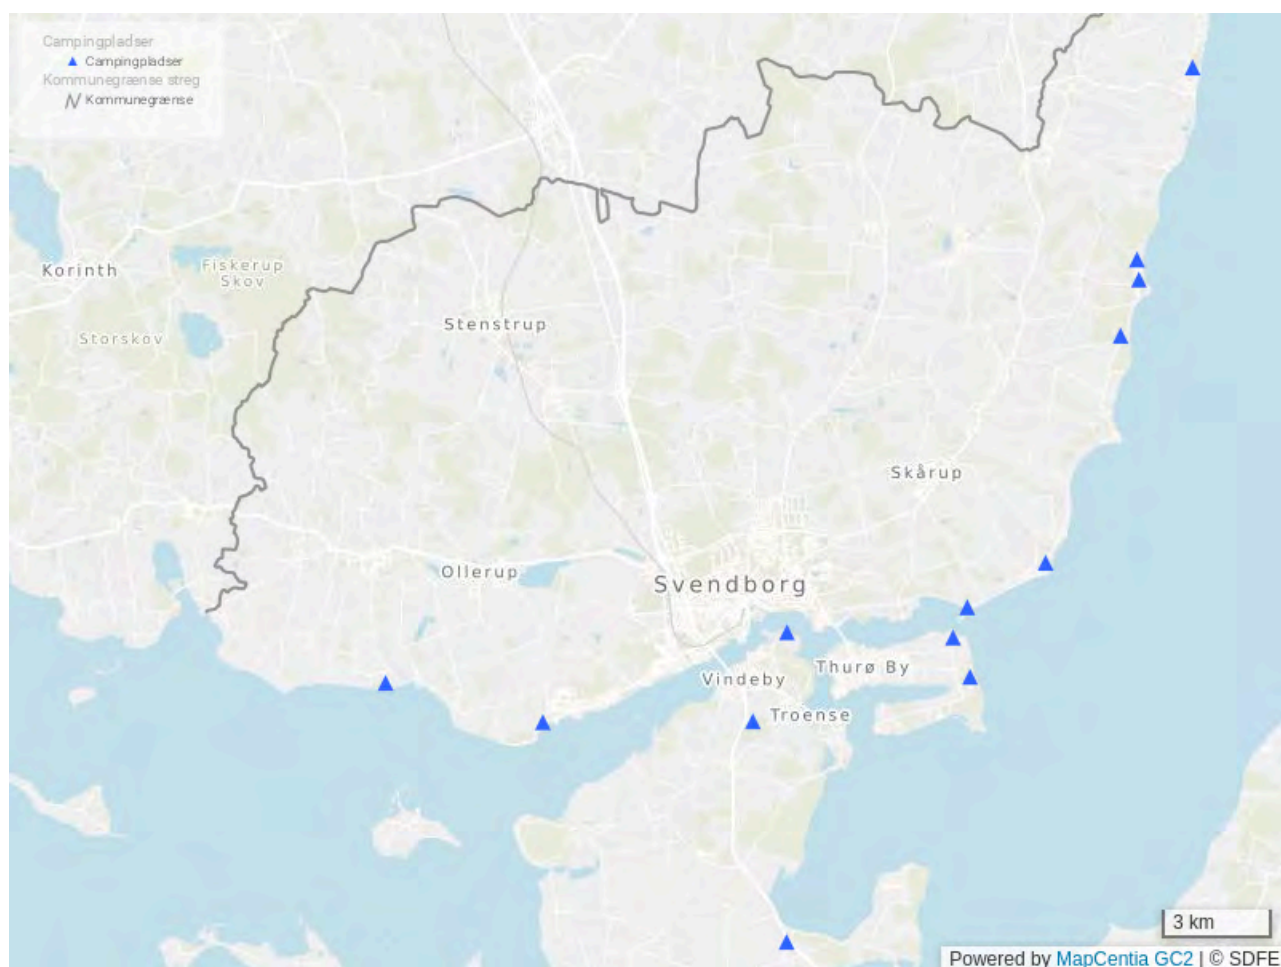 Campingpladser
Campingpladser
Kommunegrænse streg
Kommunegrænse
Korinth
Fiskerup
Skov
Storskov
Stenstrup
Skårup
Ollerup
Svendborg
Thurø By
Vindeby
Troense
3 km
Powered by MapCentia GC2 | © SDFE